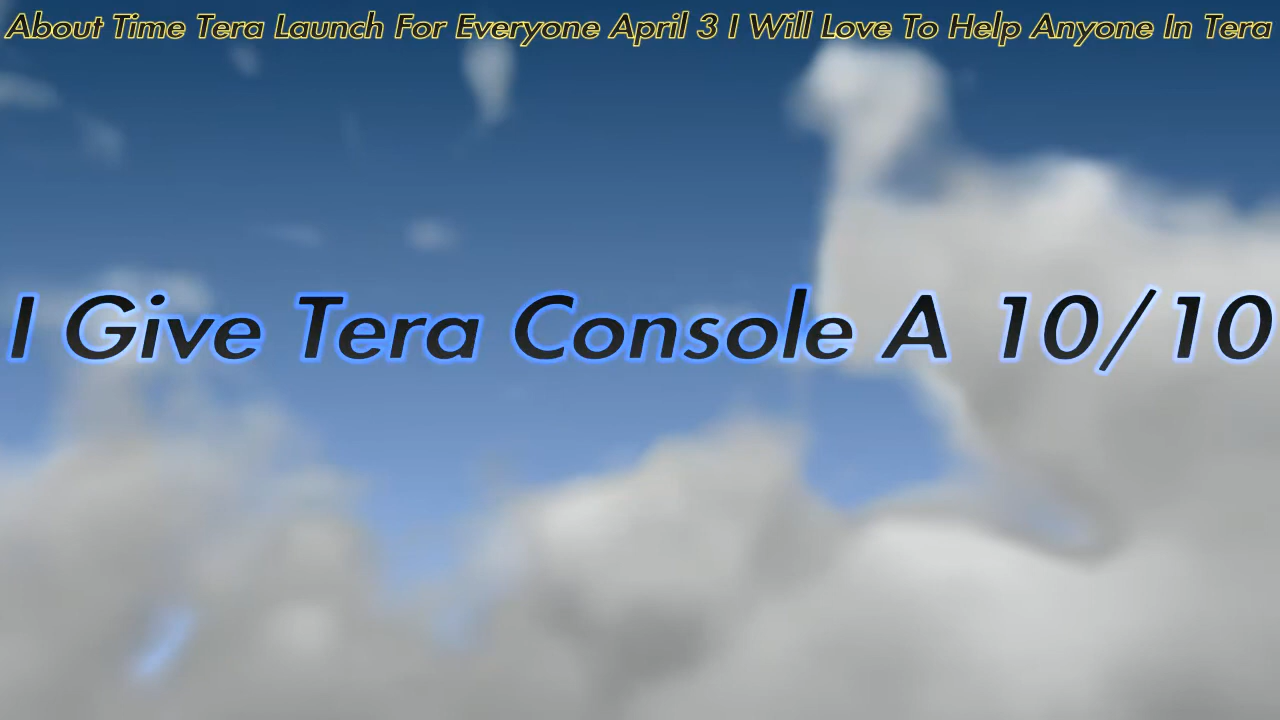 About Time Tera Launch For Everyone April 3 I Will Love To Help Anyone In Tera
I Give Tera Console A 10/10